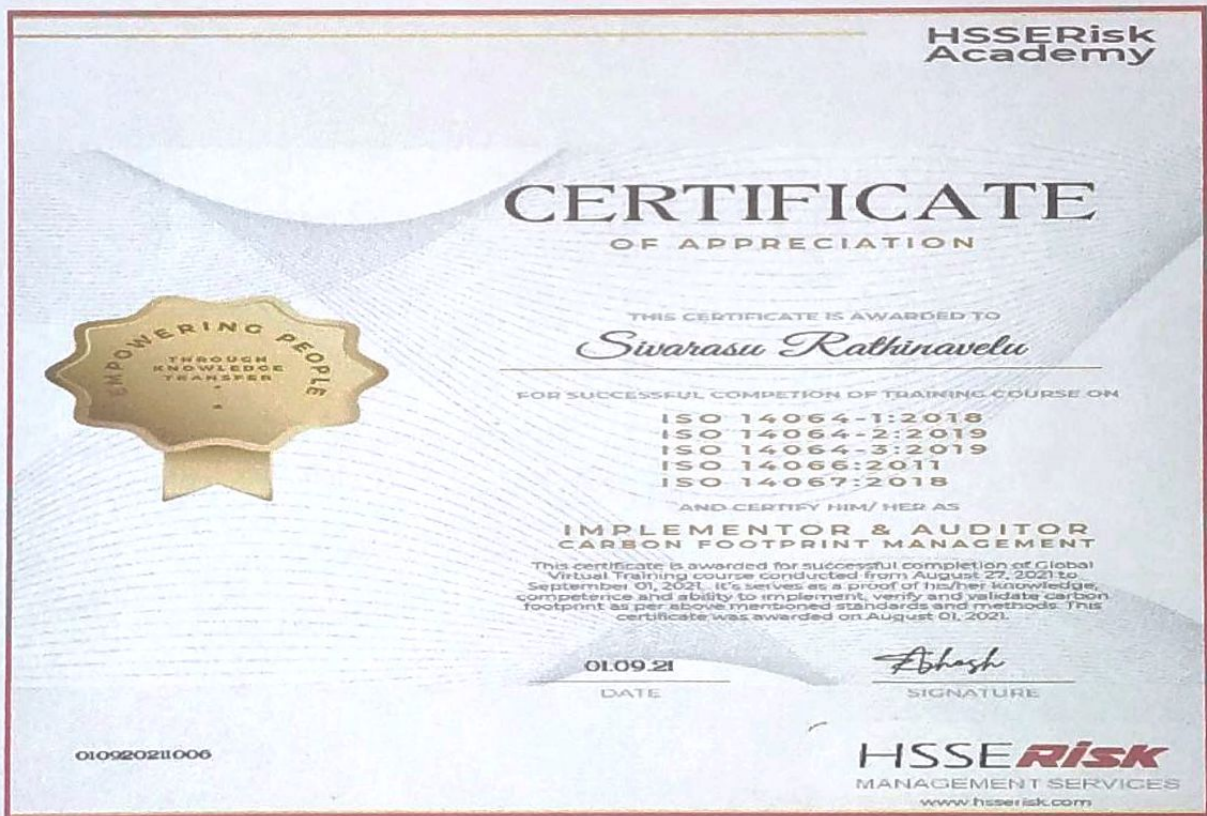 HSSERisk
Academy
CERTIFICATE
OF APPRECIATION
EMPOWERING PEOPLE
THROUGH
KNOWLEDGE
TRANSFER
THIS CERTIFICATE IS AWARDED TO
Sivarasu Rathinavelu
FOR SUCCESSFUL COMPETION OF TRAINING COURSE ON
ISO 14064-1:2018
ISO 14064-2:2019
ISO 14064-3:2019
ISO 14066:2011
ISO 14067:2018
AND CERTIFY HIM/ HER AS
IMPLEMENTOR & AUDITOR
CARBON FOOTPRINT MANAGEMENT
This certificate is awarded for successful completion of Global
Virtual Training course conducted from August 27, 2021 to
September 01, 2021. It's serves as a proof of his/her knowledge,
competence and ability to implement, verify and validate carbon
footprint as per above mentioned standards and methods. This
certificate was awarded on August 01, 2021.
01.09.21
DATE
SIGNATURE
010920211006
HSSERiSK
MANAGEMENT SERVICES
www.hsserisk.com